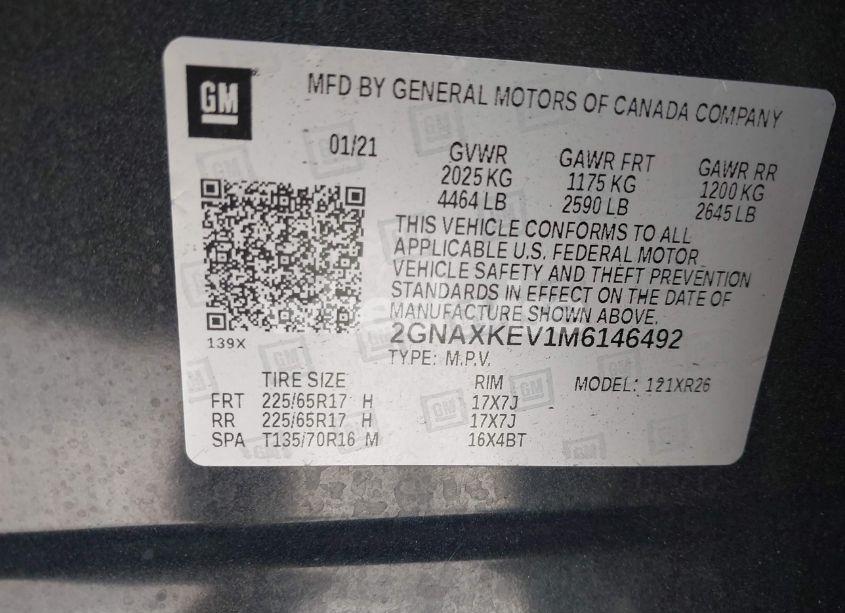 GM
MFD BY GENERAL MOTORS OF CANADA COMPANY
01/21
GVWR GAWR FRT GAWR RR
2025 KG 1175 KG 1200 KG
4464 LB 2590 LB 2645 LB
THIS VEHICLE CONFORMS TO ALL
APPLICABLE U.S. FEDERAL MOTOR
VEHICLE SAFETY AND THEFT PREVENTION
STANDARDS IN EFFECT ON THE DATE OF
MANUFACTURE SHOWN ABOVE.
139X
2GNAXKEV1M6146492
TYPE: M.P.V.
TIRE SIZE RIM MODEL: 121XR26
FRT 225/65R17 H 17X7J
RR 225/65R17 H 17X7J
SPA T135/70R16 M 16X4BT